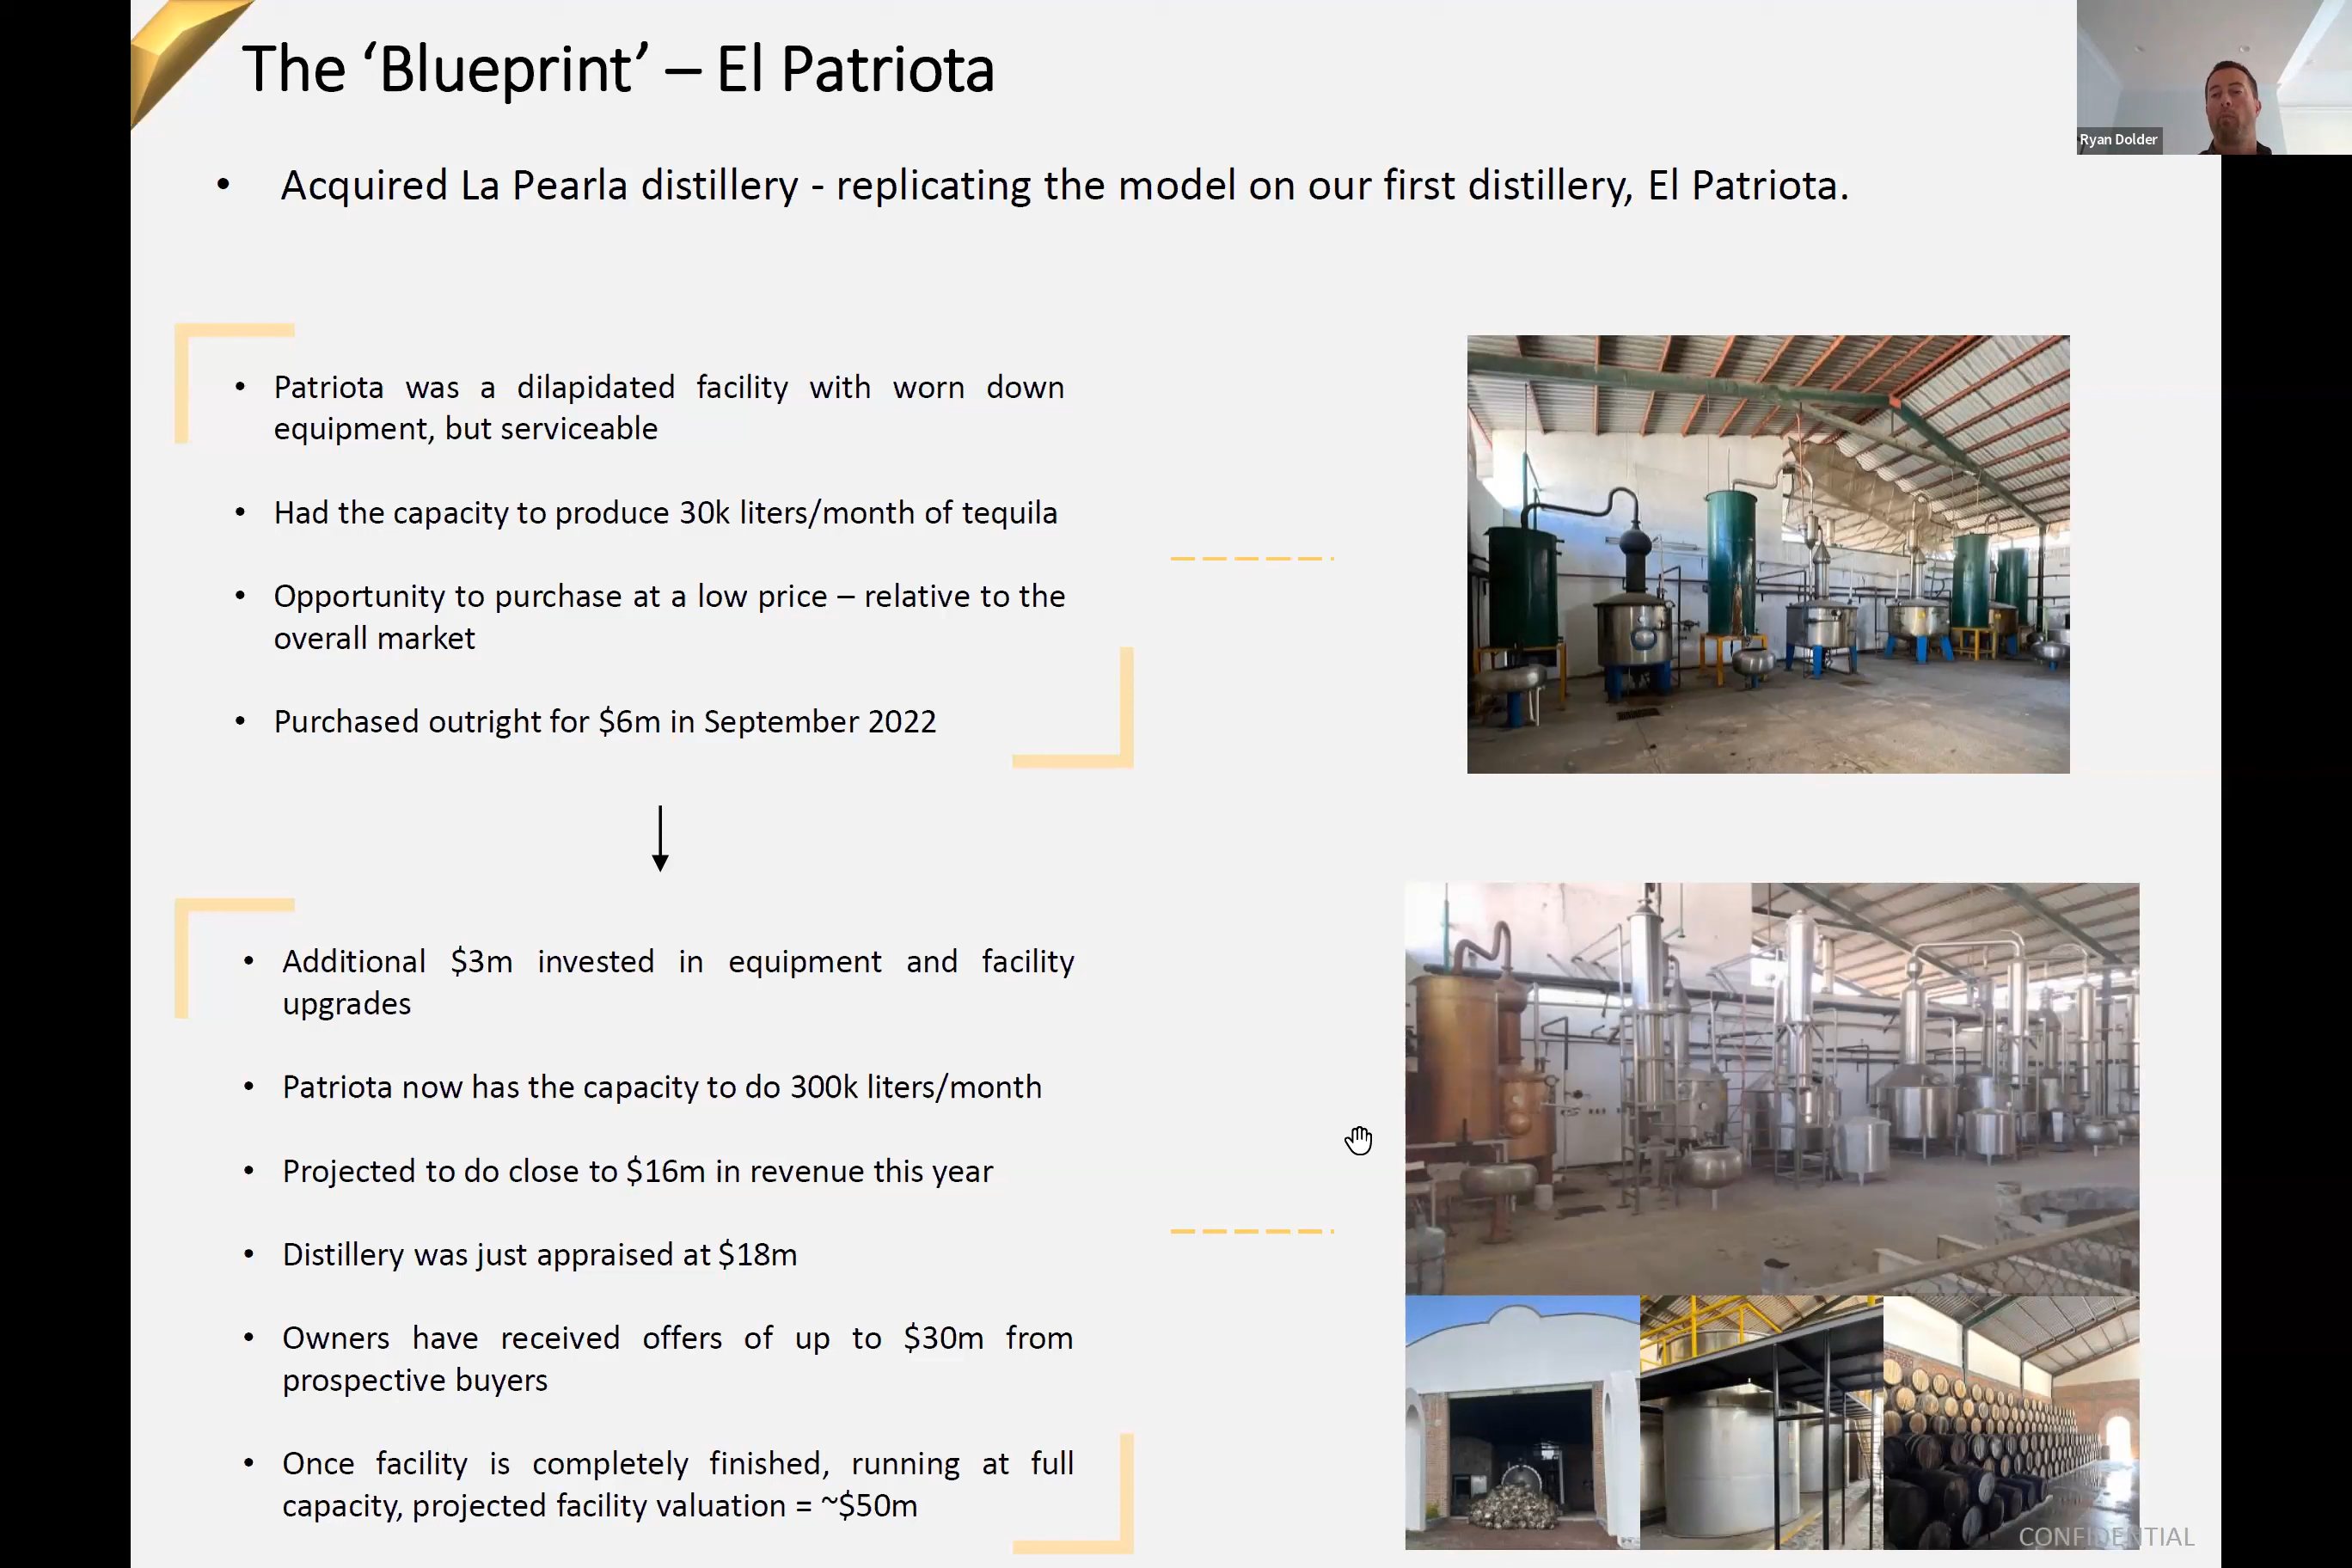 The ‘Blueprint’ – El Patriota
Ryan Dolder
• Acquired La Pearla distillery - replicating the model on our first distillery, El Patriota.
• Patriota was a dilapidated facility with worn down
equipment, but serviceable
• Had the capacity to produce 30k liters/month of tequila
• Opportunity to purchase at a low price – relative to the
overall market
• Purchased outright for $6m in September 2022
• Additional $3m invested in equipment and facility
upgrades
• Patriota now has the capacity to do 300k liters/month
• Projected to do close to $16m in revenue this year
• Distillery was just appraised at $18m
• Owners have received offers of up to $30m from
prospective buyers
• Once facility is completely finished, running at full
capacity, projected facility valuation = ~$50m
CONFIDENTIAL